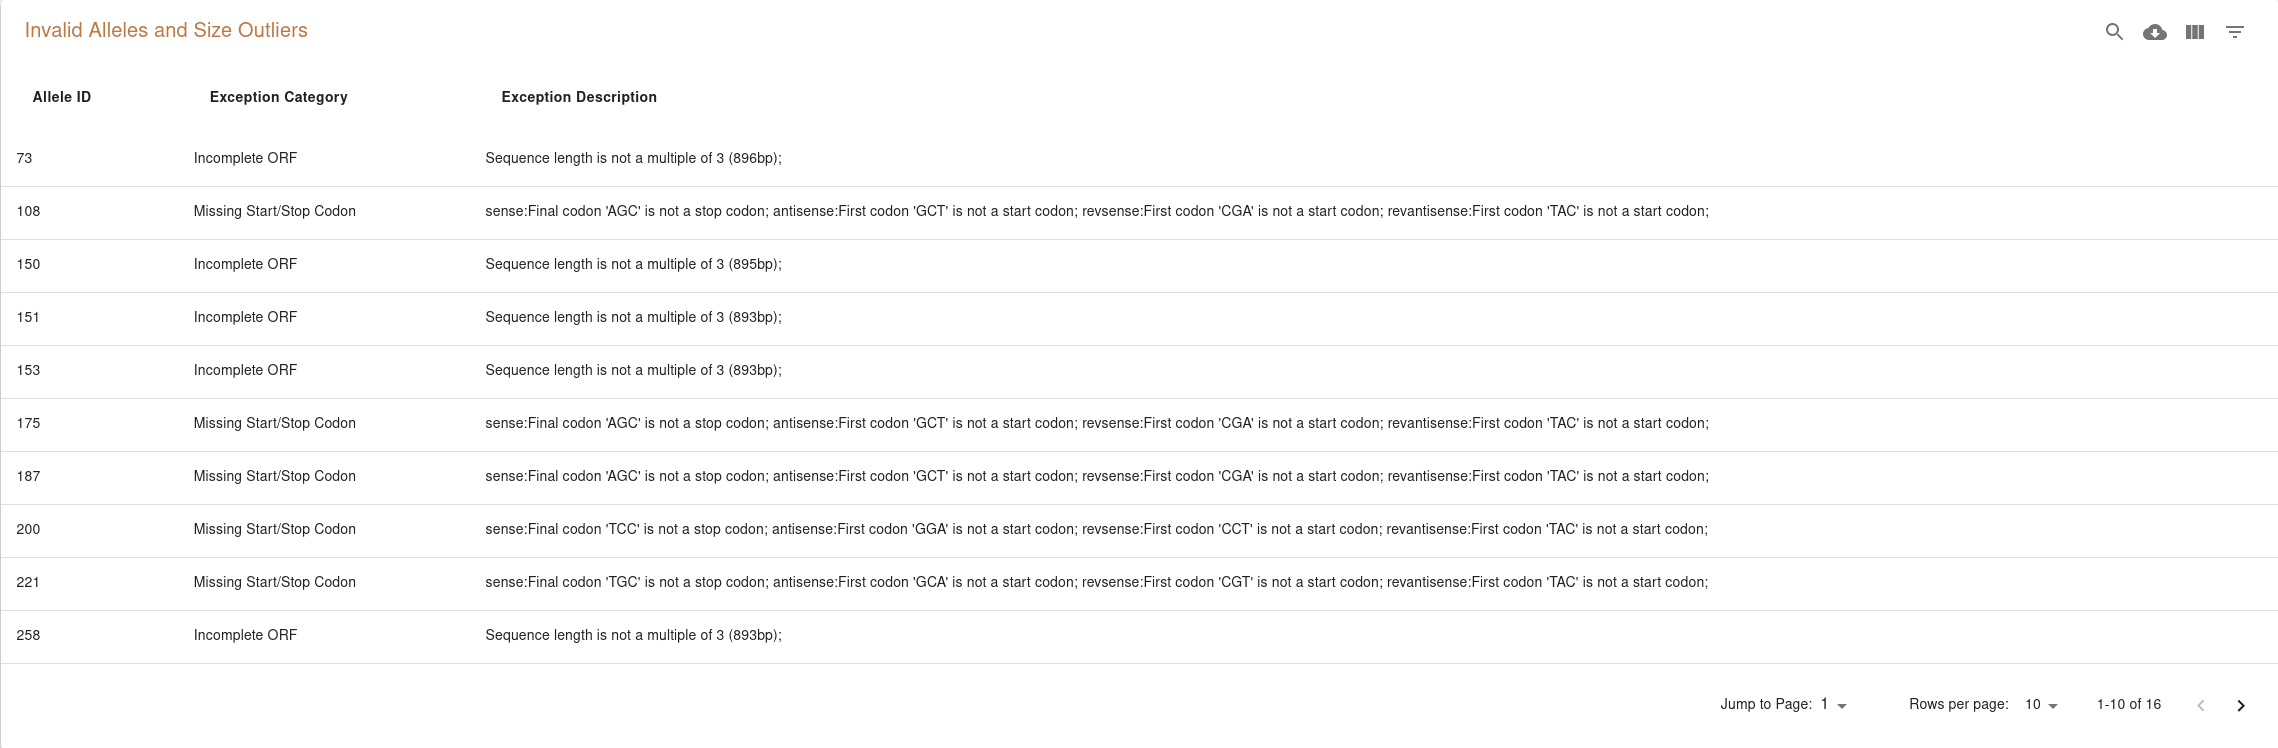 Invalid Alleles and Size Outliers
Allele ID Exception Category Exception Description
73 Incomplete ORF Sequence length is not a multiple of 3 (896bp);
108 Missing Start/Stop Codon sense:Final codon 'AGC' is not a stop codon; antisense:First codon 'GCT' is not a start codon; revsense:First codon 'CGA' is not a start codon; revantisense:First codon 'TAC' is not a start codon;
150 Incomplete ORF Sequence length is not a multiple of 3 (895bp);
151 Incomplete ORF Sequence length is not a multiple of 3 (893bp);
153 Incomplete ORF Sequence length is not a multiple of 3 (893bp);
175 Missing Start/Stop Codon sense:Final codon 'AGC' is not a stop codon; antisense:First codon 'GCT' is not a start codon; revsense:First codon 'CGA' is not a start codon; revantisense:First codon 'TAC' is not a start codon;
187 Missing Start/Stop Codon sense:Final codon 'AGC' is not a stop codon; antisense:First codon 'GCT' is not a start codon; revsense:First codon 'CGA' is not a start codon; revantisense:First codon 'TAC' is not a start codon;
200 Missing Start/Stop Codon sense:Final codon 'TCC' is not a stop codon; antisense:First codon 'GGA' is not a start codon; revsense:First codon 'CCT' is not a start codon; revantisense:First codon 'TAC' is not a start codon;
221 Missing Start/Stop Codon sense:Final codon 'TGC' is not a stop codon; antisense:First codon 'GCA' is not a start codon; revsense:First codon 'CGT' is not a start codon; revantisense:First codon 'TAC' is not a start codon;
258 Incomplete ORF Sequence length is not a multiple of 3 (893bp);
Jump to Page: 1 Rows per page: 10 1-10 of 16